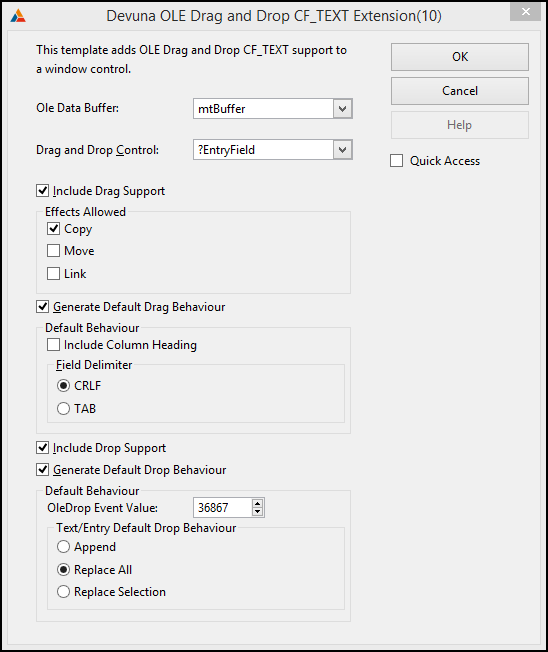 Devuna OLE Drag and Drop CF_TEXT Extension(10)
This template adds OLE Drag and Drop CF_TEXT support to
a window control.
OK
Cancel
Help
Quick Access
Ole Data Buffer:
mtBuffer
Drag and Drop Control:
?EntryField
Include Drag Support
Effects Allowed
Copy
Move
Link
Generate Default Drag Behaviour
Default Behaviour
Include Column Heading
Field Delimiter
CRLF
TAB
Include Drop Support
Generate Default Drop Behaviour
Default Behaviour
OleDrop Event Value:
36867
Text/Entry Default Drop Behaviour
Append
Replace All
Replace Selection